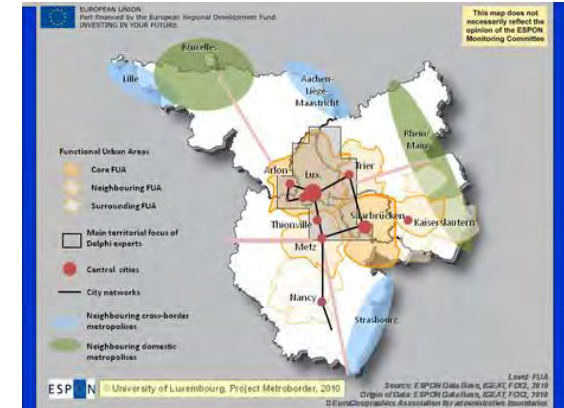 EUROPEAN UNION
Part-financed by the European Regional Development Fund
INVESTING IN YOUR FUTURE
This map does not
necessarily reflect the
opinion of the ESPON
Monitoring Committee
Bruxelles
Lille
Aachen-
Liège-
Maastricht
Rhein/
Main
Functional Urban Areas
Core FUA
Neighbouring FUA
Surrounding FUA
Main territorial focus of
Delphi experts
Central cities
City networks
Neighbouring cross-border
metropolises
Neighbouring domestic
metropolises
Arlon
Lux.
Trier
Thionville
Saarbrücken
Kaiserslautern
Metz
Nancy
Strasbourg
ESPON
© University of Luxembourg, Project Metroborder, 2010
Level: FUA
Source: ESPON Data Base, IGEAT, FOCI, 2010
Origin of Data: ESPON Data Base, IGEAT, FOCI, 2010
© EuroGeographics Association for administrative boundaries